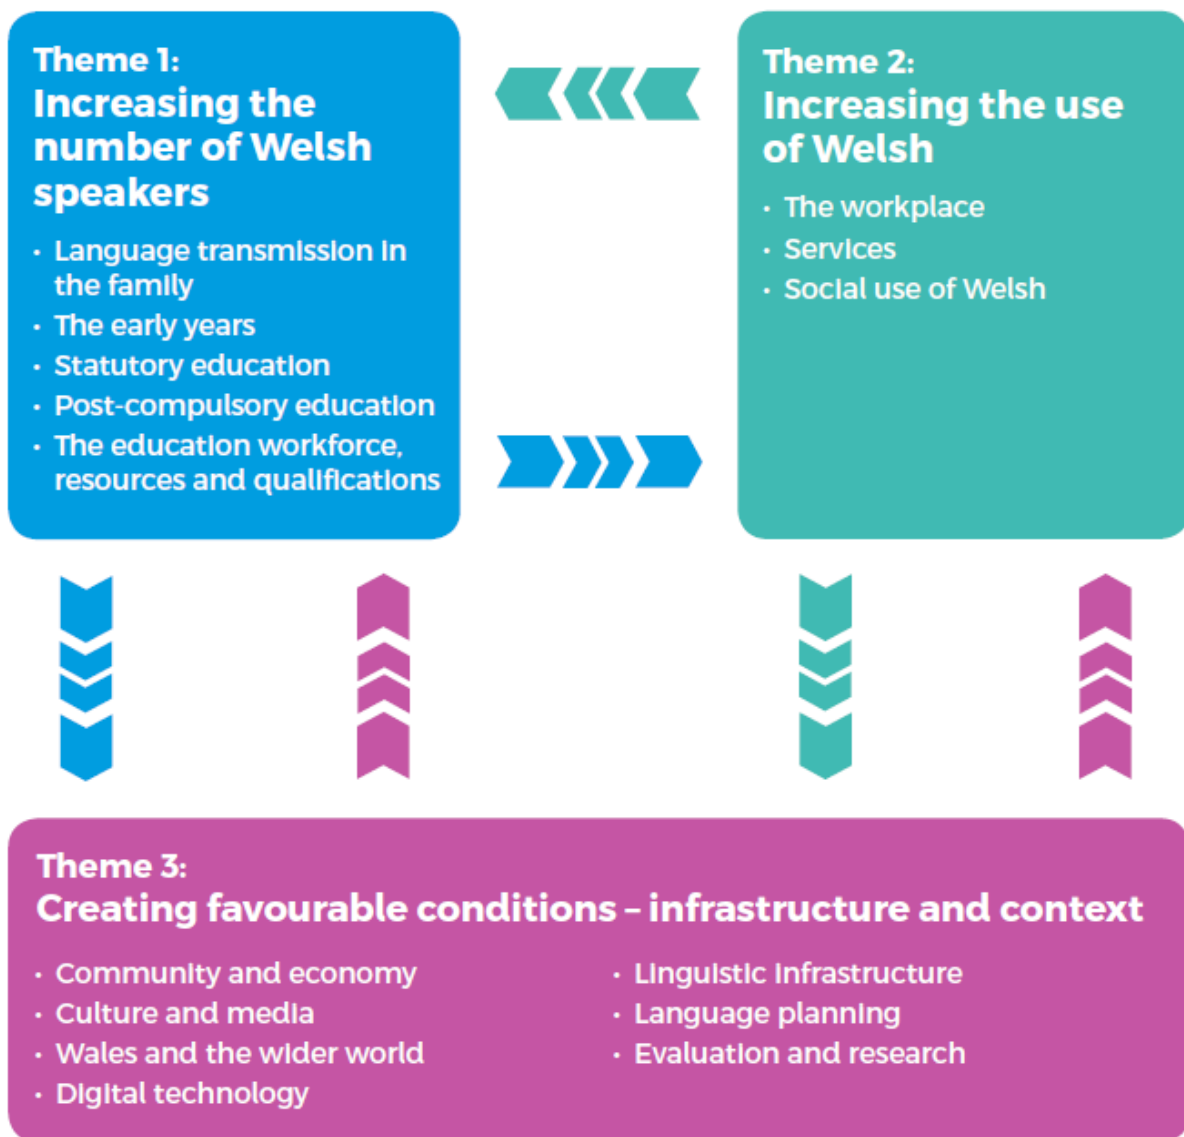 Theme 1:
Increasing the
number of Welsh
speakers
• Language transmission in
the family
• The early years
• Statutory education
• Post-compulsory education
• The education workforce,
resources and qualifications
Theme 2:
Increasing the use
of Welsh
• The workplace
• Services
• Social use of Welsh
Theme 3:
Creating favourable conditions – infrastructure and context
• Community and economy
• Culture and media
• Wales and the wider world
• Digital technology
• Linguistic infrastructure
• Language planning
• Evaluation and research